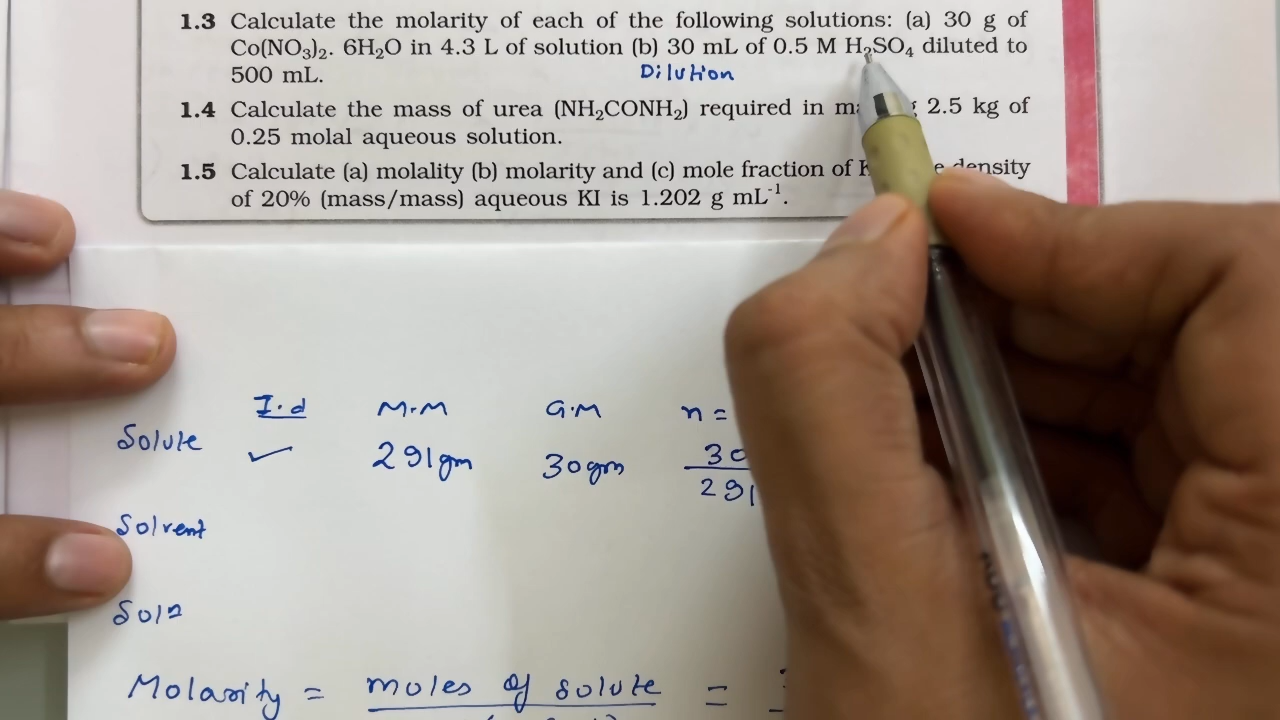 1.3 Calculate the molarity of each of the following solutions: (a) 30 g of
Co(NO₃)₂. 6H₂O in 4.3 L of solution (b) 30 mL of 0.5 M H₂SO₄ diluted to
500 mL.
Dilution
1.4 Calculate the mass of urea (NH₂CONH₂) required in 2.5 kg of
0.25 molal aqueous solution.
1.5 Calculate (a) molality (b) molarity and (c) mole fraction of
of 20% (mass/mass) aqueous KI is 1.202 g mL⁻¹.
I.d M.M G.M n =
Solute ✓ 291gm 30gm 30
291
Solvent
Soln
Molarity = moles of solute =